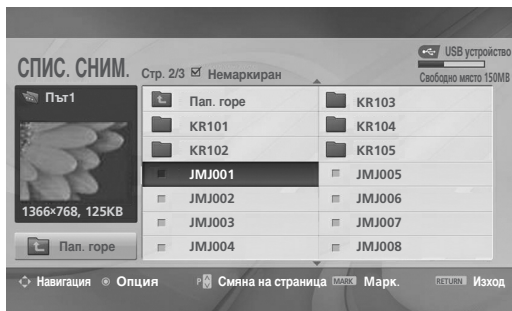 USB устройство
СПИС. СНИМ. Стр. 2/3 Немаркиран
Свободно място 150MB
Път1
Пап. горе KR103
KR101 KR104
KR102 KR105
JMJ001 JMJ005
JMJ002 JMJ006
JMJ003 JMJ007
JMJ004 JMJ008
1366×768, 125KB
Пап. горе
Навигация Опция P Смяна на страница MARK Марк. RETURN Изход